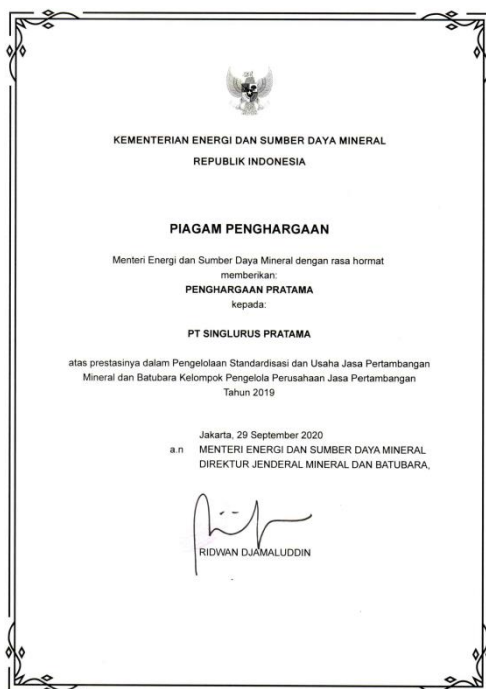 KEMENTERIAN ENERGI DAN SUMBER DAYA MINERAL
REPUBLIK INDONESIA
PIAGAM PENGHARGAAN
Menteri Energi dan Sumber Daya Mineral dengan rasa hormat
memberikan:
PENGHARGAAN PRATAMA
kepada:
PT SINGLURUS PRATAMA
atas prestasinya dalam Pengelolaan Standardisasi dan Usaha Jasa Pertambangan
Mineral dan Batubara Kelompok Pengelola Perusahaan Jasa Pertambangan
Tahun 2019
Jakarta, 29 September 2020
a.n MENTERI ENERGI DAN SUMBER DAYA MINERAL
DIREKTUR JENDERAL MINERAL DAN BATUBARA,
RIDWAN DJAMALUDDIN